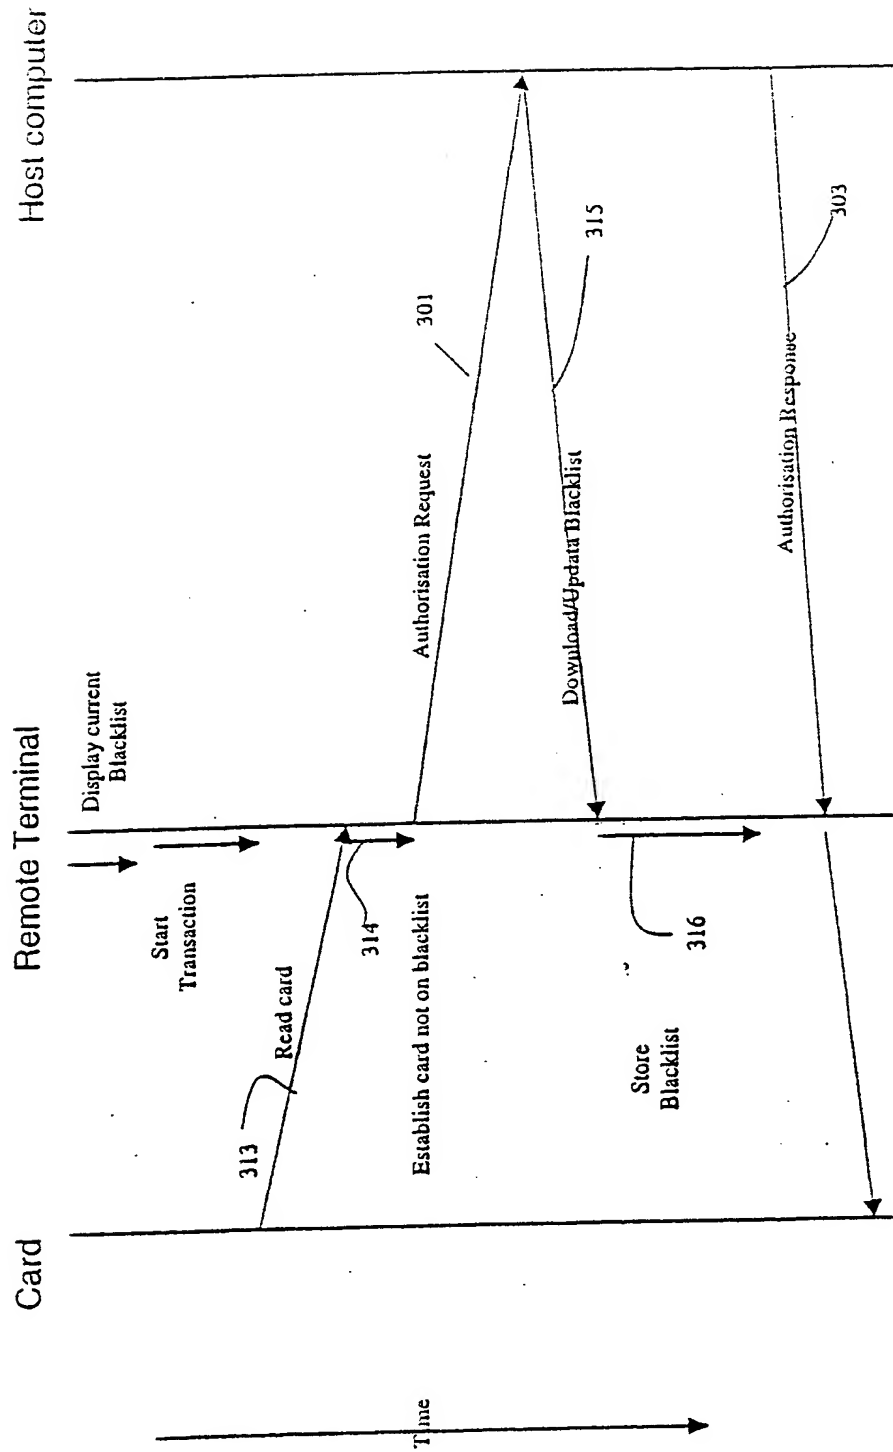 Card
Remote Terminal
Host computer
Display current
Blacklist
Start
Transaction
313
Read card
314
Establish card not on blacklist
Authorisation Request
301
Download/Updata Blacklist
315
316
Store
Blacklist
Authorisation Response
303
Time